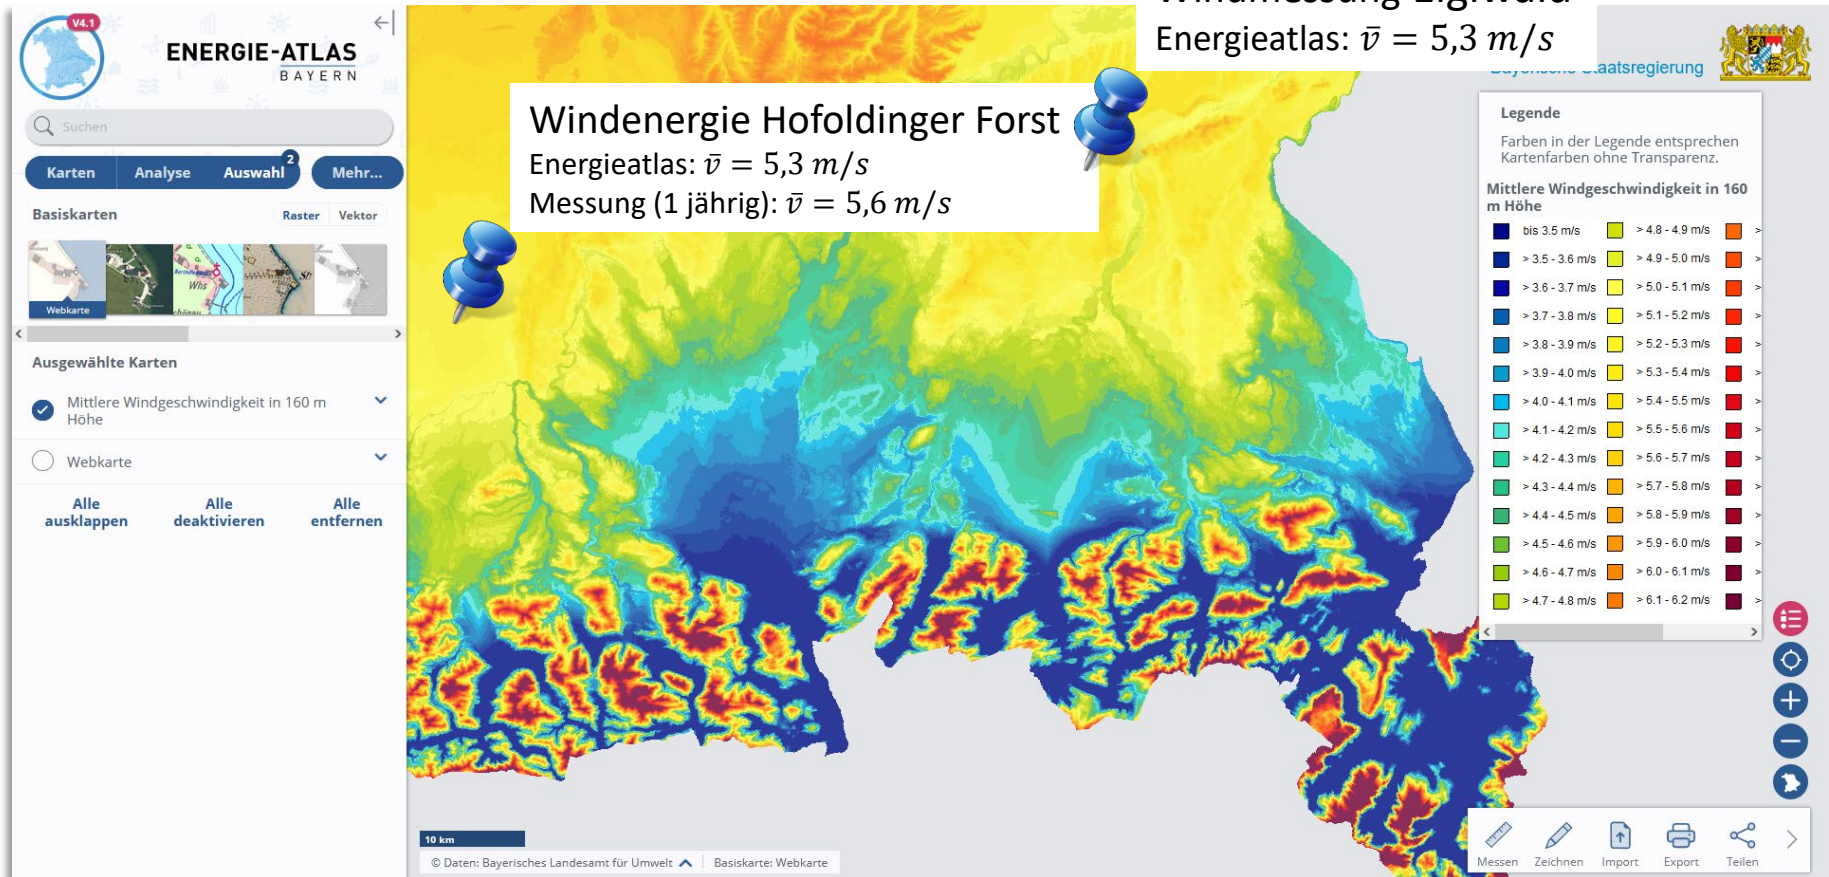 V4.1
ENERGIE-ATLAS
BAYERN
Suchen
Karten
Analyse
Auswahl
2
Mehr...
Basiskarten
Raster
Vektor
Whs
Webkarte
Ausgewählte Karten
Mittlere Windgeschwindigkeit in 160 m
Höhe
Webkarte
Alle
ausklappen
Alle
deaktivieren
Alle
entfernen
Windenergie Hofoldinger Forst
Energieatlas: v̄ = 5,3 m/s
Messung (1 jährig): v̄ = 5,6 m/s
Windmessung
Energieatlas: v̄ = 5,3 m/s
Bayerische Staatsregierung
Legende
Farben in der Legende entsprechen
Kartenfarben ohne Transparenz.
Mittlere Windgeschwindigkeit in 160
m Höhe
bis 3.5 m/s > 4.8 - 4.9 m/s >
> 3.5 - 3.6 m/s > 4.9 - 5.0 m/s >
> 3.6 - 3.7 m/s > 5.0 - 5.1 m/s >
> 3.7 - 3.8 m/s > 5.1 - 5.2 m/s >
> 3.8 - 3.9 m/s > 5.2 - 5.3 m/s >
> 3.9 - 4.0 m/s > 5.3 - 5.4 m/s >
> 4.0 - 4.1 m/s > 5.4 - 5.5 m/s >
> 4.1 - 4.2 m/s > 5.5 - 5.6 m/s >
> 4.2 - 4.3 m/s > 5.6 - 5.7 m/s >
> 4.3 - 4.4 m/s > 5.7 - 5.8 m/s >
> 4.4 - 4.5 m/s > 5.8 - 5.9 m/s >
> 4.5 - 4.6 m/s > 5.9 - 6.0 m/s >
> 4.6 - 4.7 m/s > 6.0 - 6.1 m/s >
> 4.7 - 4.8 m/s > 6.1 - 6.2 m/s >
10 km
© Daten: Bayerisches Landesamt für Umwelt
Basiskarte: Webkarte
Messen
Zeichnen
Import
Export
Teilen